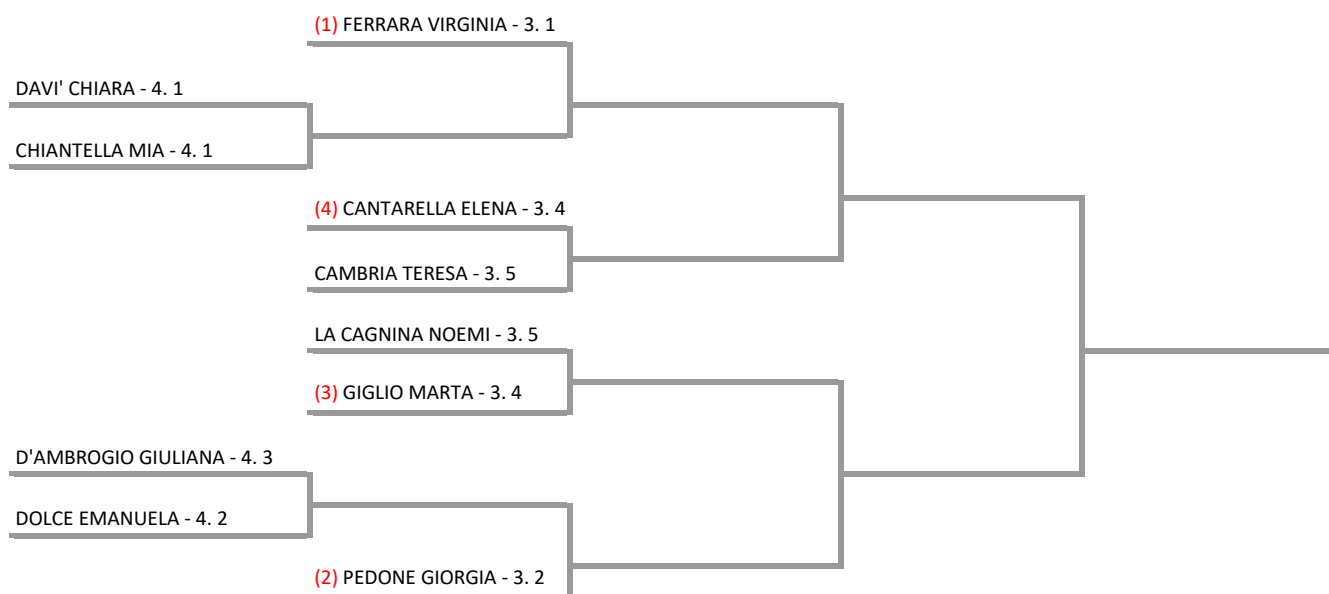 (1) FERRARA VIRGINIA - 3. 1
DAVI' CHIARA - 4. 1
CHIANTELLA MIA - 4. 1
(4) CANTARELLA ELENA - 3. 4
CAMBRIA TERESA - 3. 5
LA CAGNINA NOEMI - 3. 5
(3) GIGLIO MARTA - 3. 4
D'AMBROGIO GIULIANA - 4. 3
DOLCE EMANUELA - 4. 2
(2) PEDONE GIORGIA - 3. 2